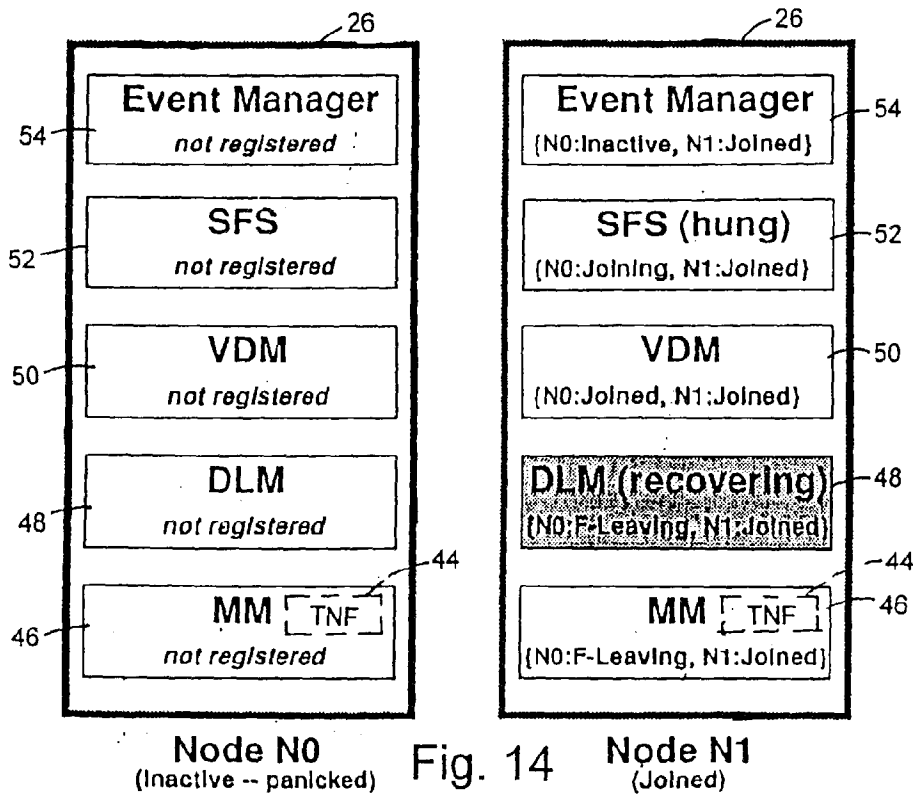 26
Event Manager
not registered
54
SFS
not registered
52
VDM
not registered
50
DLM
not registered
48
44
MM
TNF
not registered
46
Node N0
(Inactive -- panicked)
26
Event Manager
{N0:Inactive, N1:Joined}
54
SFS (hung)
{N0:Joining, N1:Joined}
52
VDM
{N0:Joined, N1:Joined}
50
DLM (recovering)
{N0:F-Leaving, N1:Joined}
48
44
MM
TNF
{N0:F-Leaving, N1:Joined}
46
Node N1
(Joined)
Fig. 14